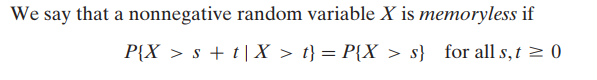 We say that a nonnegative random variable X is memoryless if
P{X > s + t | X > t} = P{X > s} for all s, t ≥ 0